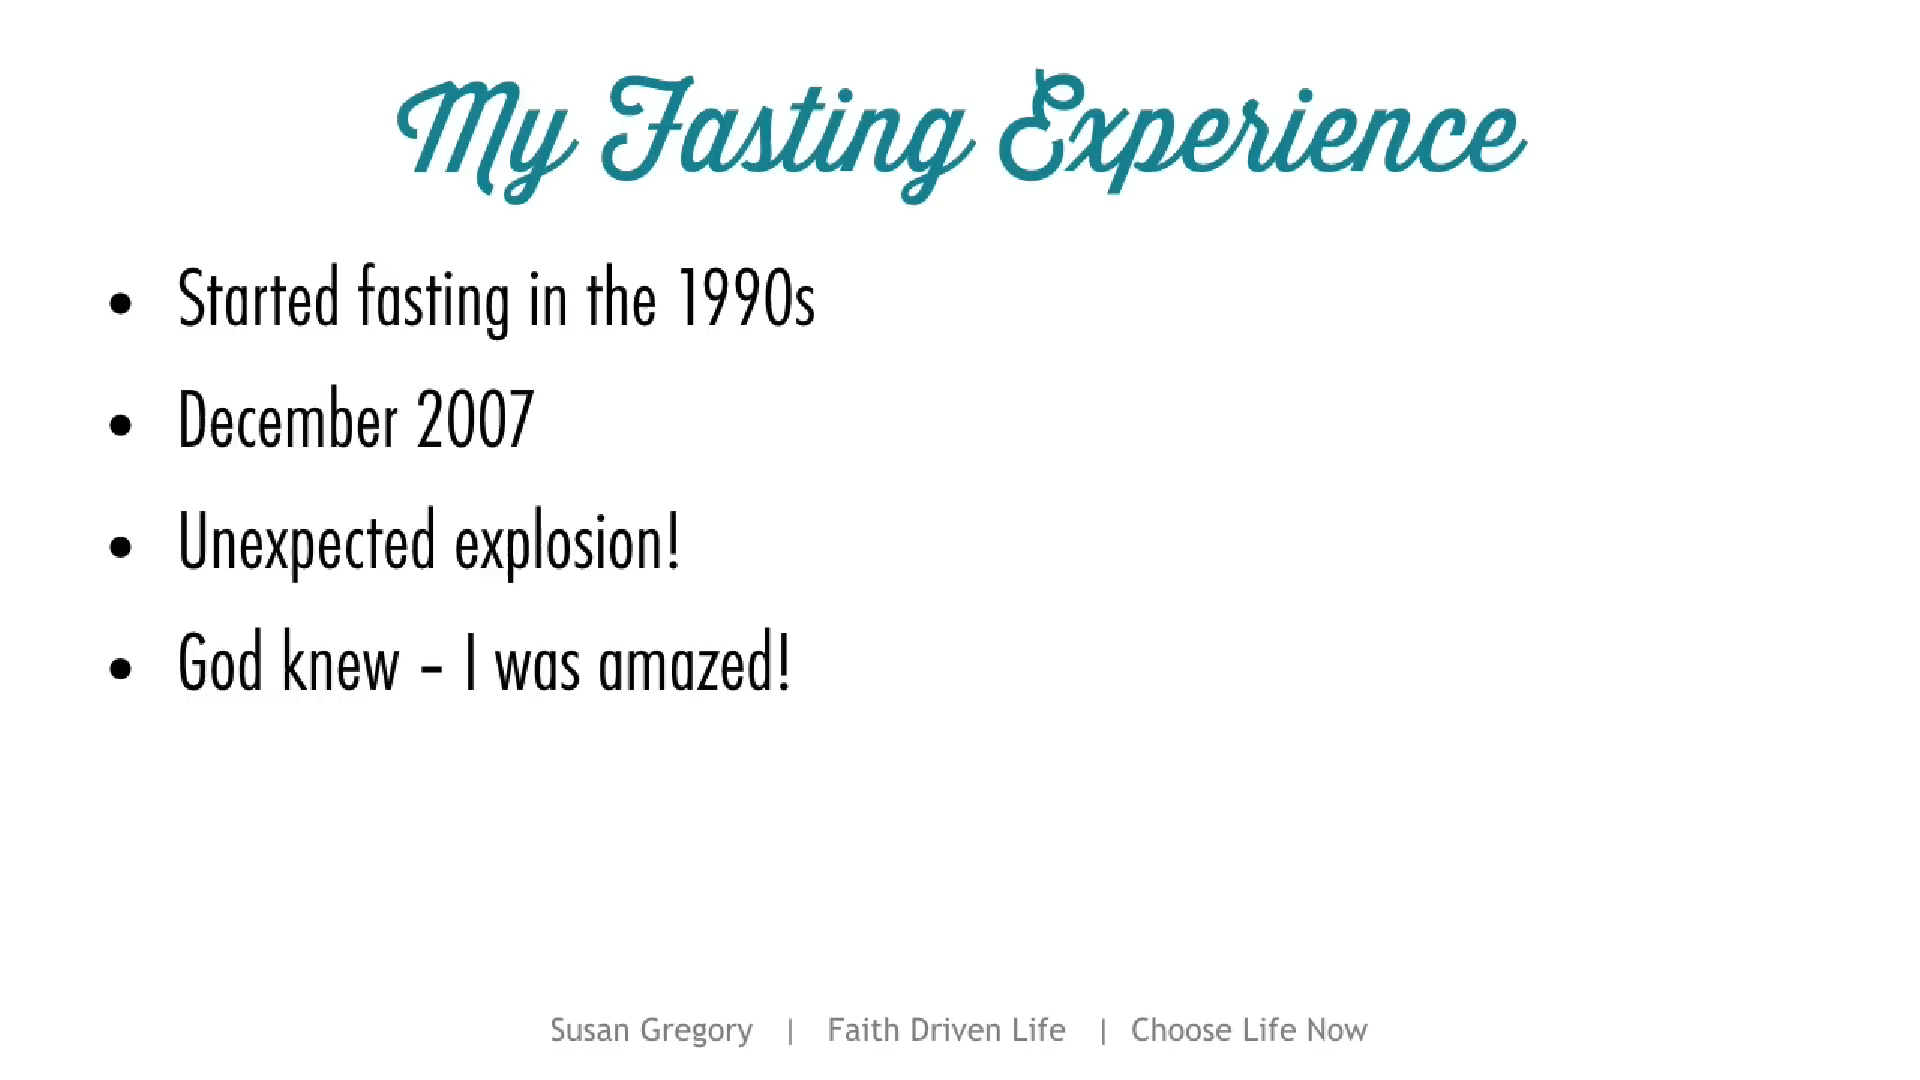 My Fasting Experience
• Started fasting in the 1990s
• December 2007
• Unexpected explosion!
• God knew – I was amazed!
Susan Gregory | Faith Driven Life | Choose Life Now